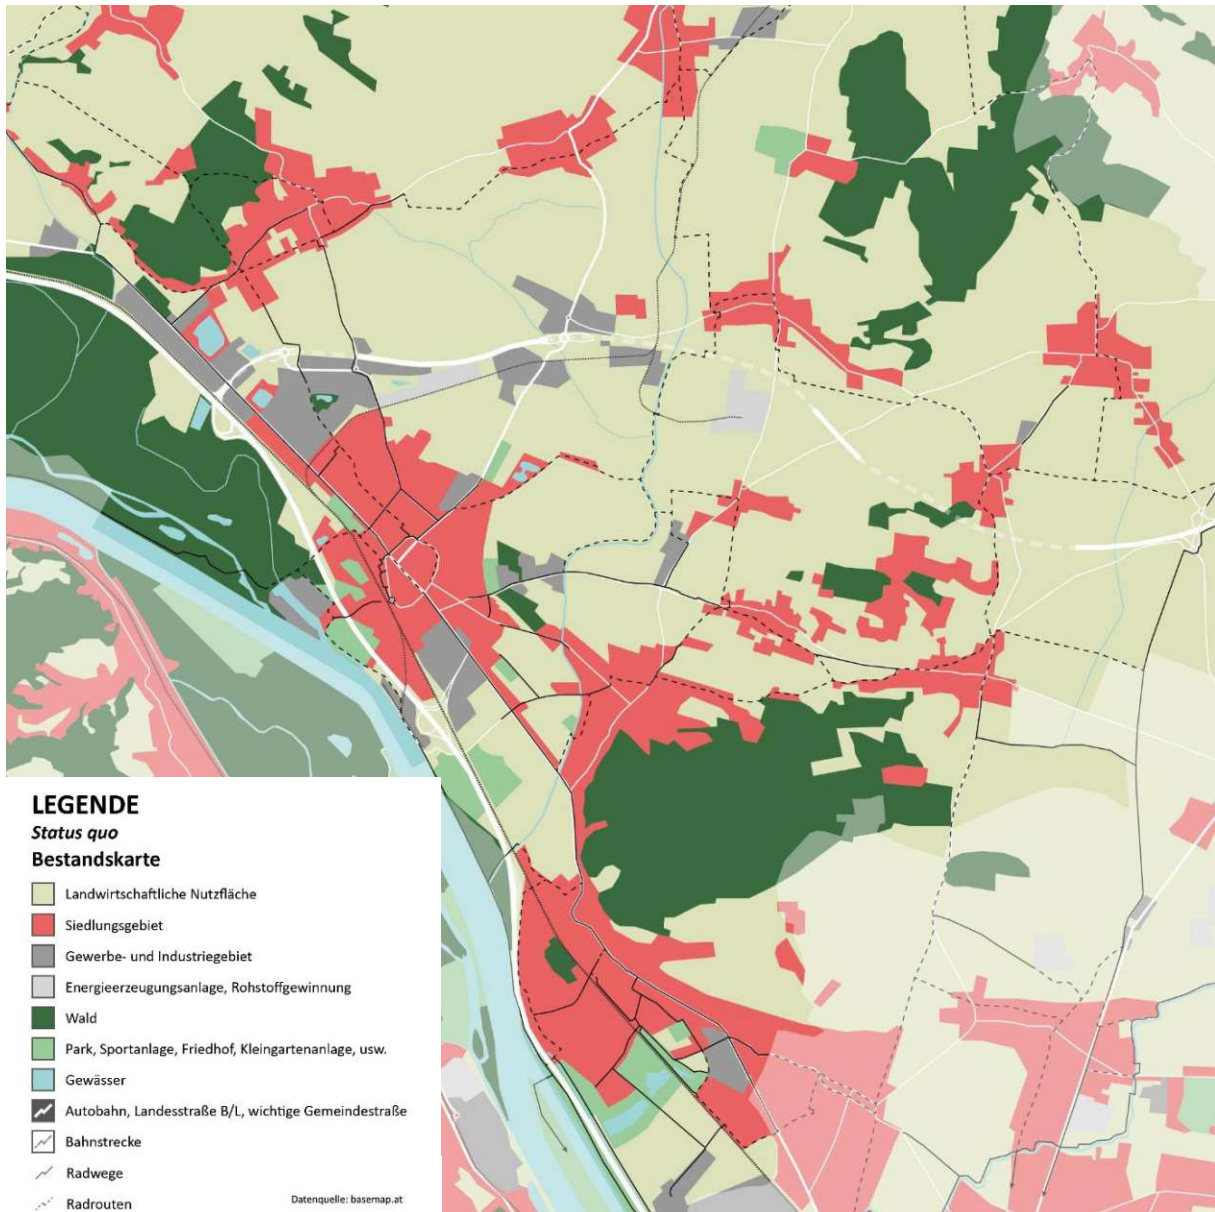 LEGENDE
Status quo
Bestandskarte
Landwirtschaftliche Nutzfläche
Siedlungsgebiet
Gewerbe- und Industriegebiet
Energieerzeugungsanlage, Rohstoffgewinnung
Wald
Park, Sportanlage, Friedhof, Kleingartenanlage, usw.
Gewässer
Autobahn, Landesstraße B/L, wichtige Gemeindestraße
Bahnstrecke
Radwege
Radrouten
Datenquelle: basemap.at